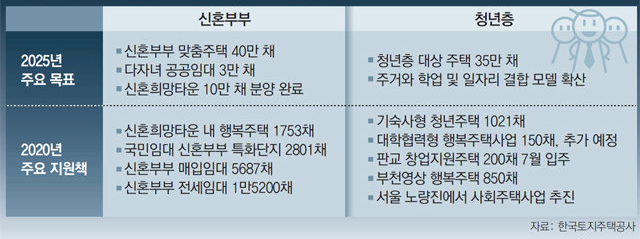 신혼부부
청년층
2025년
주요 목표
신혼부부 맞춤주택 40만 채
다자녀 공공임대 3만 채
신혼희망타운 10만 채 분양 완료
청년층 대상 주택 35만 채
주거와 학업 및 일자리 결합 모델 확산
2020년
주요 지원책
신혼희망타운 내 행복주택 1753채
국민임대 신혼부부 특화단지 2801채
신혼부부 매입임대 5687채
신혼부부 전세임대 1만5200채
기숙사형 청년주택 1021채
대학협력형 행복주택사업 150채, 추가 예정
판교 창업지원주택 200채 7월 입주
부천영상 행복주택 850채
서울 노량진에서 사회주택사업 추진
자료: 한국토지주택공사